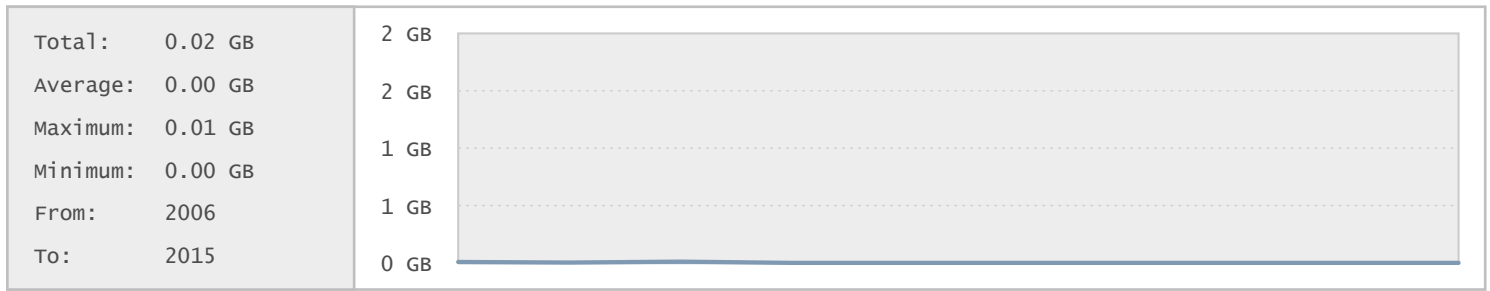 Total: 0.02 GB
Average: 0.00 GB
Maximum: 0.01 GB
Minimum: 0.00 GB
From: 2006
To: 2015
2 GB
2 GB
1 GB
1 GB
0 GB